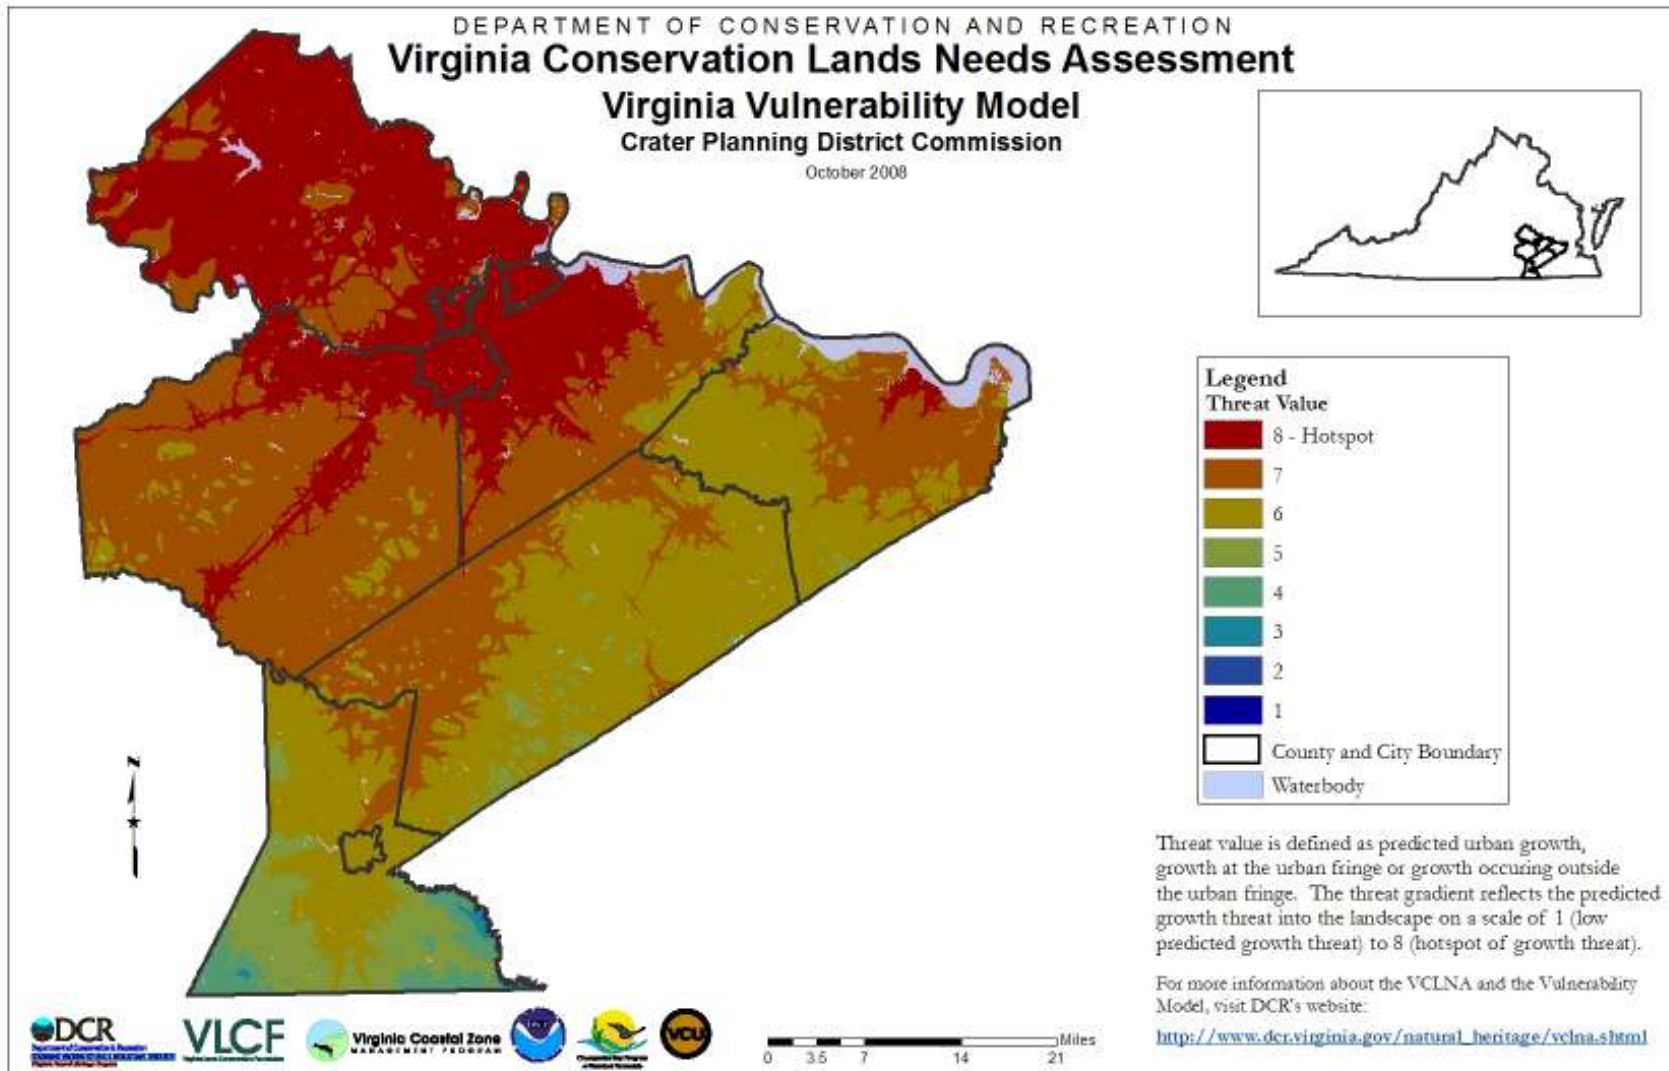 DEPARTMENT OF CONSERVATION AND RECREATION
Virginia Conservation Lands Needs Assessment
Virginia Vulnerability Model
Crater Planning District Commission
October 2008
Legend
Threat Value
8 - Hotspot
7
6
5
4
3
2
1
County and City Boundary
Waterbody
N
Threat value is defined as predicted urban growth,
growth at the urban fringe or growth occuring outside
the urban fringe. The threat gradient reflects the predicted
growth threat into the landscape on a scale of 1 (low
predicted growth threat) to 8 (hotspot of growth threat).
For more information about the VCLNA and the Vulnerability
Model, visit DCR's website:
http://www.dcr.virginia.gov/natural_heritage/vclna.shtml
DCR
Department of Conservation & Recreation
VLCF
Virginia Coastal Zone
MANAGEMENT PROGRAM
VCU
Miles
0 3.5 7 14 21